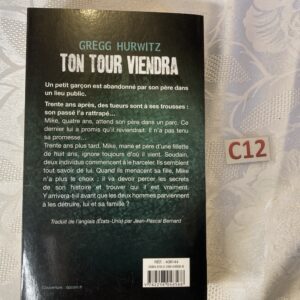 GREGG HURWITZ
TON TOUR VIENDRA
Un petit garçon est abandonné par son père dans
un lieu public.
Trente ans après, des tueurs sont à ses trousses :
son passé l'a rattrapé...
Mike, quatre ans, attend son père dans un parc. Ce
dernier lui a promis qu'il reviendrait. Il n'a pas tenu
sa promesse...
Trente ans plus tard, Mike, marié et père d'une fillette
de huit ans, ignore toujours d'où il vient. Soudain,
deux individus commencent à le harceler. Ils semblent
tout savoir de lui. Quand ils menacent sa fille, Mike
n'a plus le choix : il va devoir percer les secrets
de son histoire et trouver qui il est vraiment.
Y arrivera-t-il avant que les deux hommes parviennent
à les détruire, lui et sa famille ?
Traduit de l'anglais (États-Unis) par Jean-Pascal Bernard
C12
Couverture :